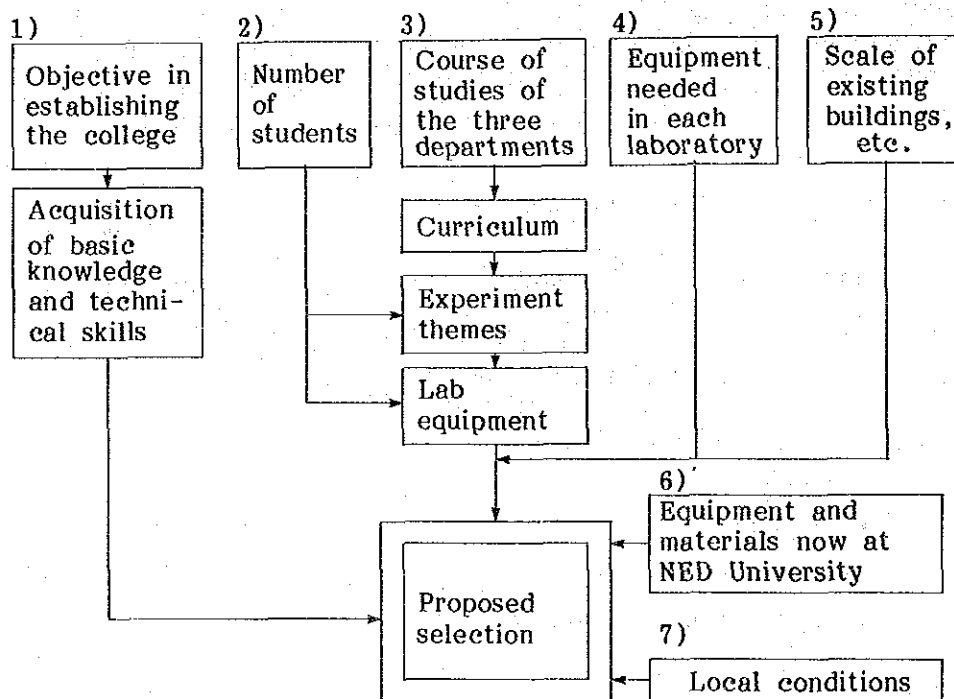 1)
Objective in
establishing
the college
Acquisition
of basic
knowledge
and techni-
cal skills
2)
Number
of
students
3)
Course of
studies of
the three
departments
Curriculum
Experiment
themes
Lab
equipment
4)
Equipment
needed
in each
laboratory
5)
Scale of
existing
buildings,
etc.
6)
Equipment and
materials now at
NED University
Proposed
selection
7)
Local conditions